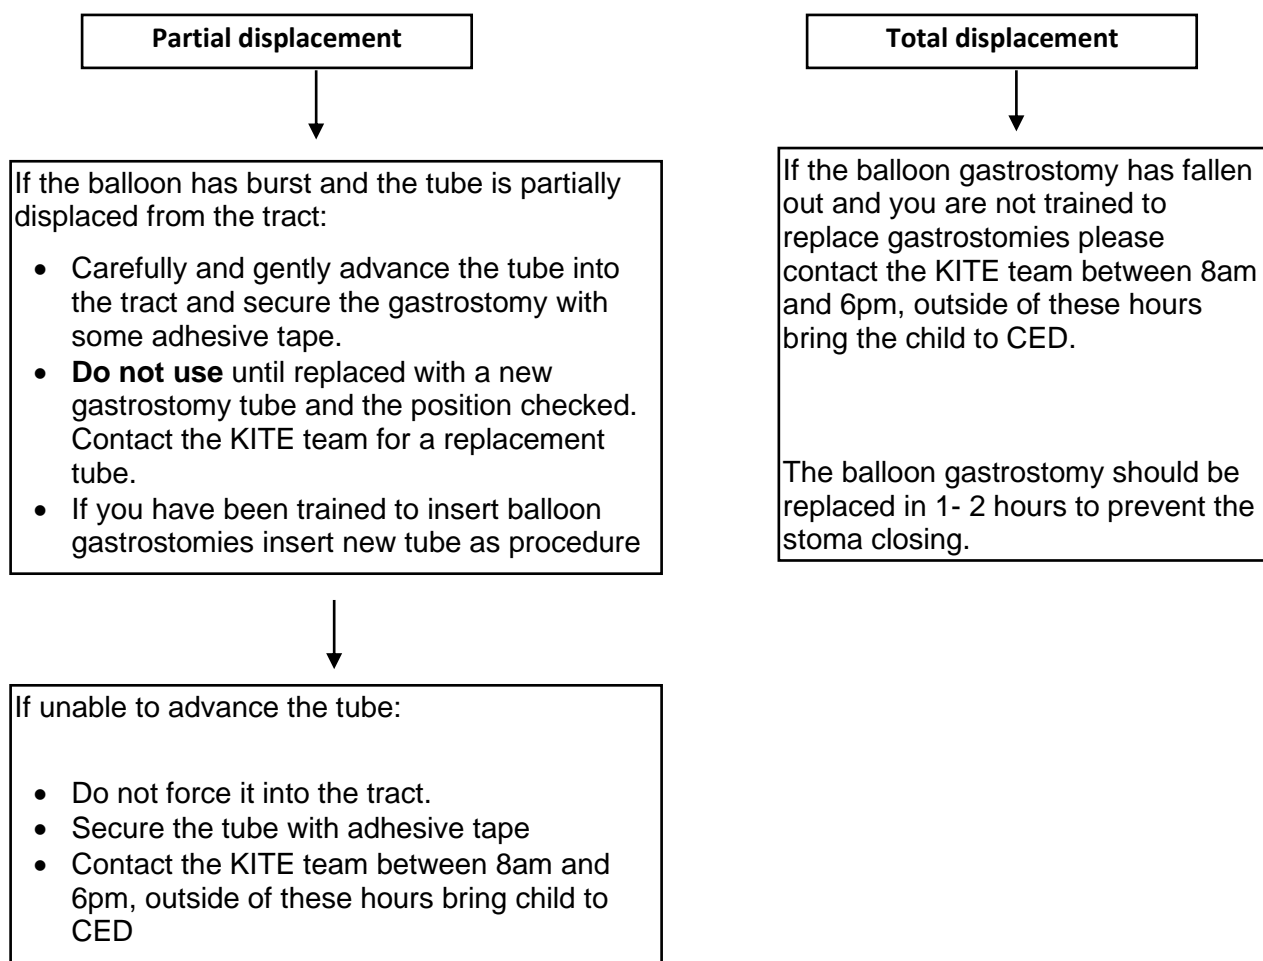 Partial displacement
If the balloon has burst and the tube is partially
displaced from the tract:
• Carefully and gently advance the tube into
the tract and secure the gastrostomy with
some adhesive tape.
• Do not use until replaced with a new
gastrostomy tube and the position checked.
Contact the KITE team for a replacement
tube.
• If you have been trained to insert balloon
gastrostomies insert new tube as procedure
If unable to advance the tube:
• Do not force it into the tract.
• Secure the tube with adhesive tape
• Contact the KITE team between 8am and
6pm, outside of these hours bring child to
CED
Total displacement
If the balloon gastrostomy has fallen
out and you are not trained to
replace gastrostomies please
contact the KITE team between 8am
and 6pm, outside of these hours
bring the child to CED.
The balloon gastrostomy should be
replaced in 1- 2 hours to prevent the
stoma closing.